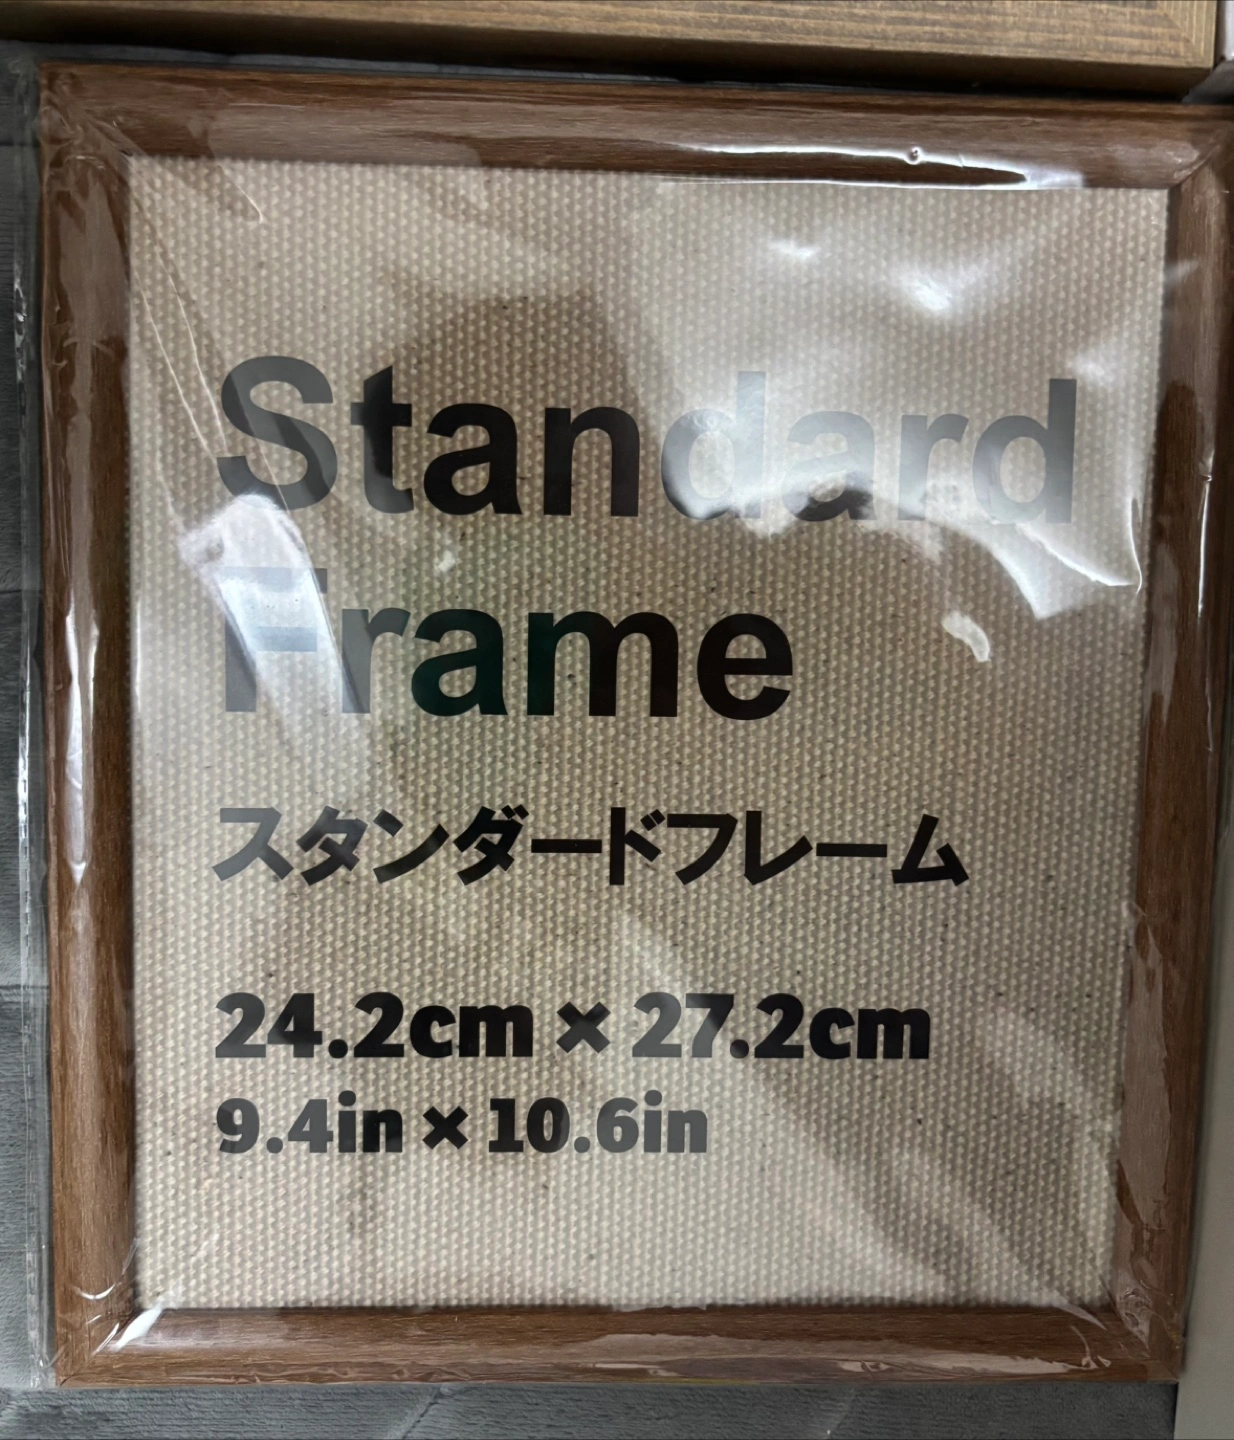 Standard
Frame
スタンダードフレーム
24.2cm × 27.2cm
9.4in × 10.6in